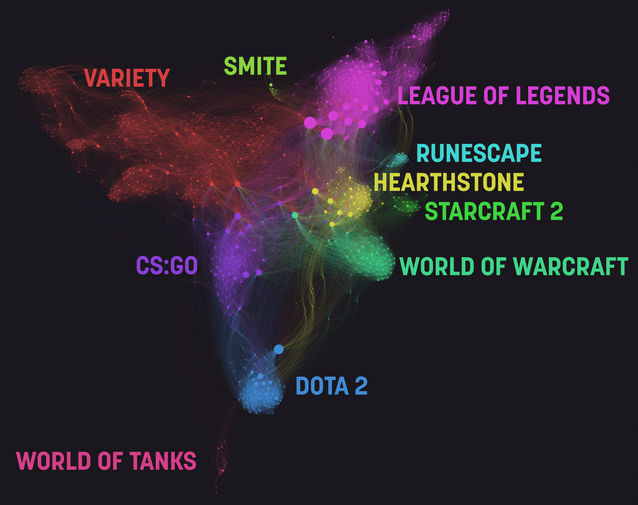 VARIETY
SMITE
LEAGUE OF LEGENDS
RUNESCAPE
HEARTHSTONE
STARCRAFT 2
CS:GO
WORLD OF WARCRAFT
DOTA 2
WORLD OF TANKS